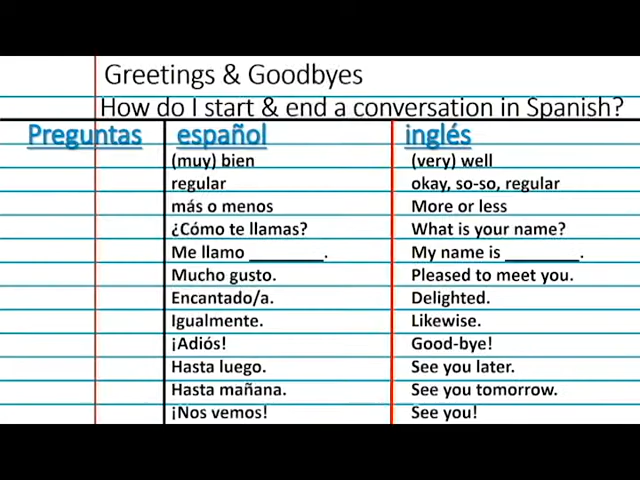 Greetings & Goodbyes
How do I start & end a conversation in Spanish?
Preguntas español inglés
(muy) bien (very) well
regular okay, so-so, regular
más o menos More or less
¿Cómo te llamas? What is your name?
Me llamo ________. My name is ________.
Mucho gusto. Pleased to meet you.
Encantado/a. Delighted.
Igualmente. Likewise.
¡Adiós! Good-bye!
Hasta luego. See you later.
Hasta mañana. See you tomorrow.
¡Nos vemos! See you!